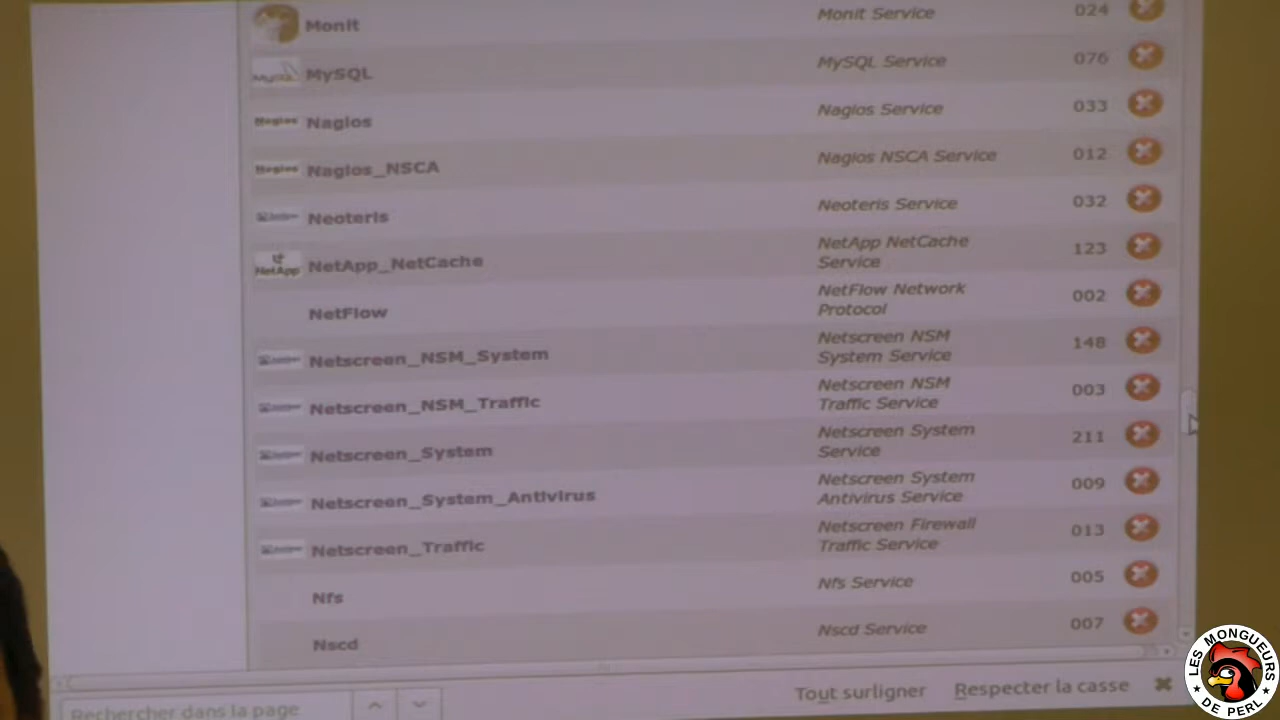 Monit Monit Service 024
MySQL MySQL MySQL Service 076
Nagios Nagios Nagios Service 033
Nagios Nagios_NSCA Nagios NSCA Service 012
Neoteris Neoteris Service 032
NetApp NetApp_NetCache NetApp NetCache
Service 123
NetFlow NetFlow Network
Protocol 002
Netscreen_NSM_System Netscreen NSM
System Service 148
Netscreen_NSM_Traffic Netscreen NSM
Traffic Service 003
Netscreen_System Netscreen System
Service 211
Netscreen_System_Antivirus Netscreen System
Antivirus Service 009
Netscreen_Traffic Netscreen Firewall
Traffic Service 013
Nfs Nfs Service 005
Nscd Nscd Service 007
Rechercher dans la page Tout surligner Respecter la casse
LES MONGUEURS
DE PERL